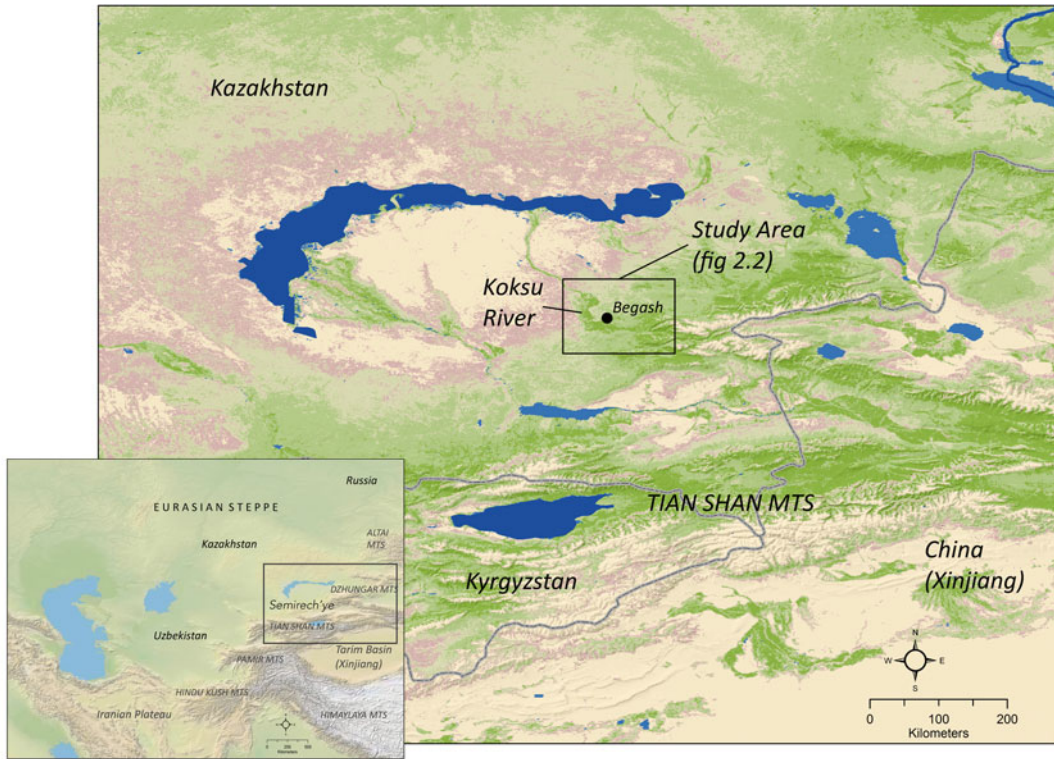 Kazakhstan
Study Area
(fig 2.2)
Koksu
River
Begash
TIAN SHAN MTS
Kyrgyzstan
China
(Xinjiang)
N
W
E
S
0 100 200
Kilometers
Russia
EURASIAN STEPPE
Kazakhstan
ALTAI
MTS
DZHUNGAR MTS
Semirech'ye
TIAN SHAN MTS
Uzbekistan
Tarim Basin
(Xinjiang)
PAMIR MTS
HINDU KUSH MTS
Iranian Plateau
HIMAYLAYA MTS
Kilometers